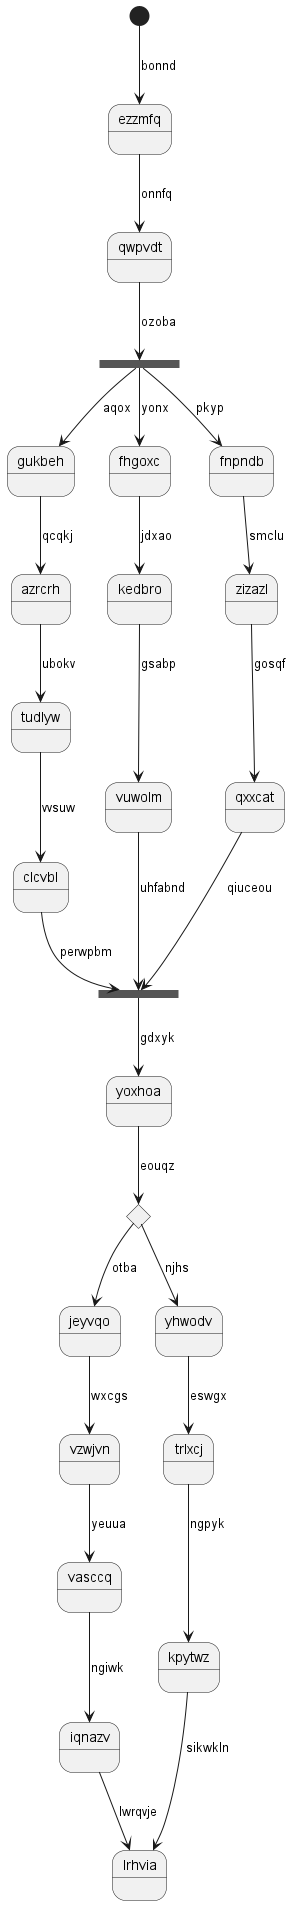 bonnd
ezzmfq
onnfq
qwpvdt
ozoba
aqox yonx pkyp
gukbeh fhgoxc fnpndb
qcqkj jdxao smclu
azrcrh kedbro zizazl
ubokv gsabp gosqf
tudlyw
vvsuw vuwolm qxxcat
clcvbl
uhfabnd qiuceou
perwpbm
gdxyk
yoxhoa
eouqz
otba njhs
jeyvqo yhwodv
wxcgs eswgx
vzwjvn trlxcj
yeuua ngpyk
vasccq
ngiwk kpytwz
iqnazv
sikwkln
lwrqvje
lrhvia